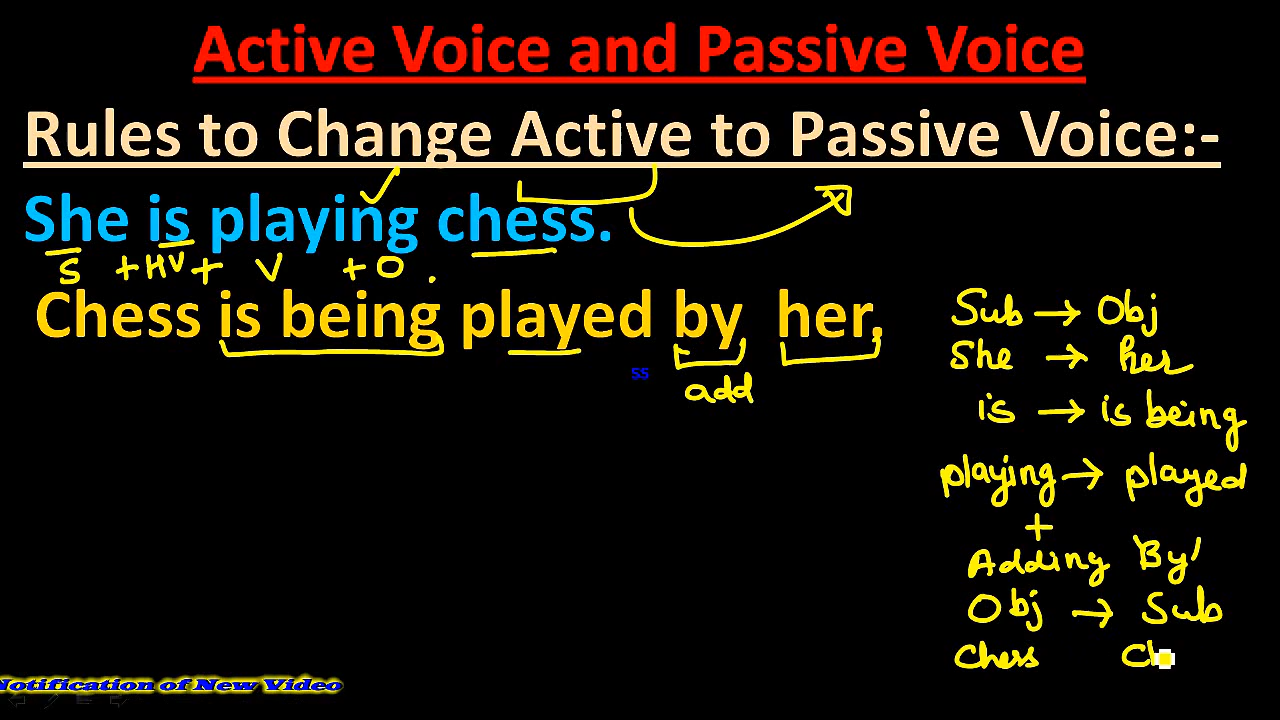 Active Voice and Passive Voice
Rules to Change Active to Passive Voice:-
She is playing chess.
S + HV + V + O .
Chess is being played by her,
add
55
Sub → Obj
She → her
is → is being
playing → played
+
Adding 'By'
Obj → Sub
Chess Ch
Notification of New Video